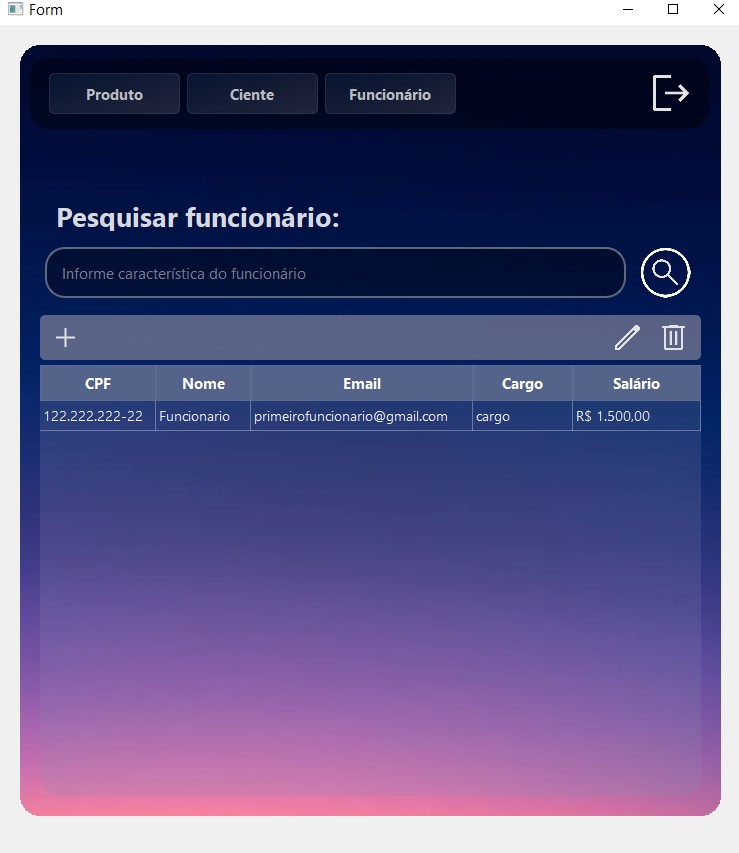 Form
Produto Ciente Funcionário
Pesquisar funcionário:
Informe característica do funcionário
CPF Nome Email Cargo Salário
122.222.222-22 Funcionario primeirofuncionario@gmail.com cargo R$ 1.500,00